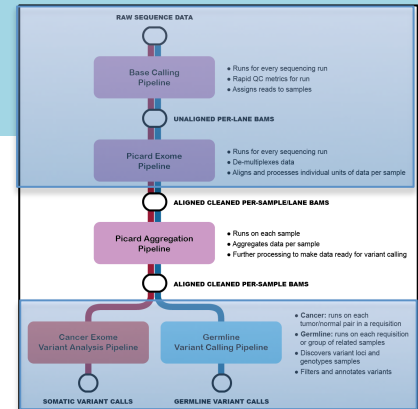 RAW SEQUENCE DATA
Base Calling
Pipeline
● Runs for every sequencing run
● Rapid QC metrics for run
● Assigns reads to samples
UNALIGNED PER-LANE BAMS
Picard Exome
Pipeline
● Runs for every sequencing run
● De-multiplexes data
● Aligns and processes individual units of data per sample
ALIGNED CLEANED PER-SAMPLE/LANE BAMS
Picard Aggregation
Pipeline
● Runs on each sample
● Aggregates data per sample
● Further processing to make data ready for variant calling
ALIGNED CLEANED PER-SAMPLE BAMS
Cancer Exome
Variant Analysis Pipeline
Germline
Variant Calling Pipeline
● Cancer: runs on each
tumor/normal pair in a requisition
● Germline: runs on each requisition
or group of related samples
● Discovers variant loci and
genotypes samples
● Filters and annotates variants
SOMATIC VARIANT CALLS
GERMLINE VARIANT CALLS